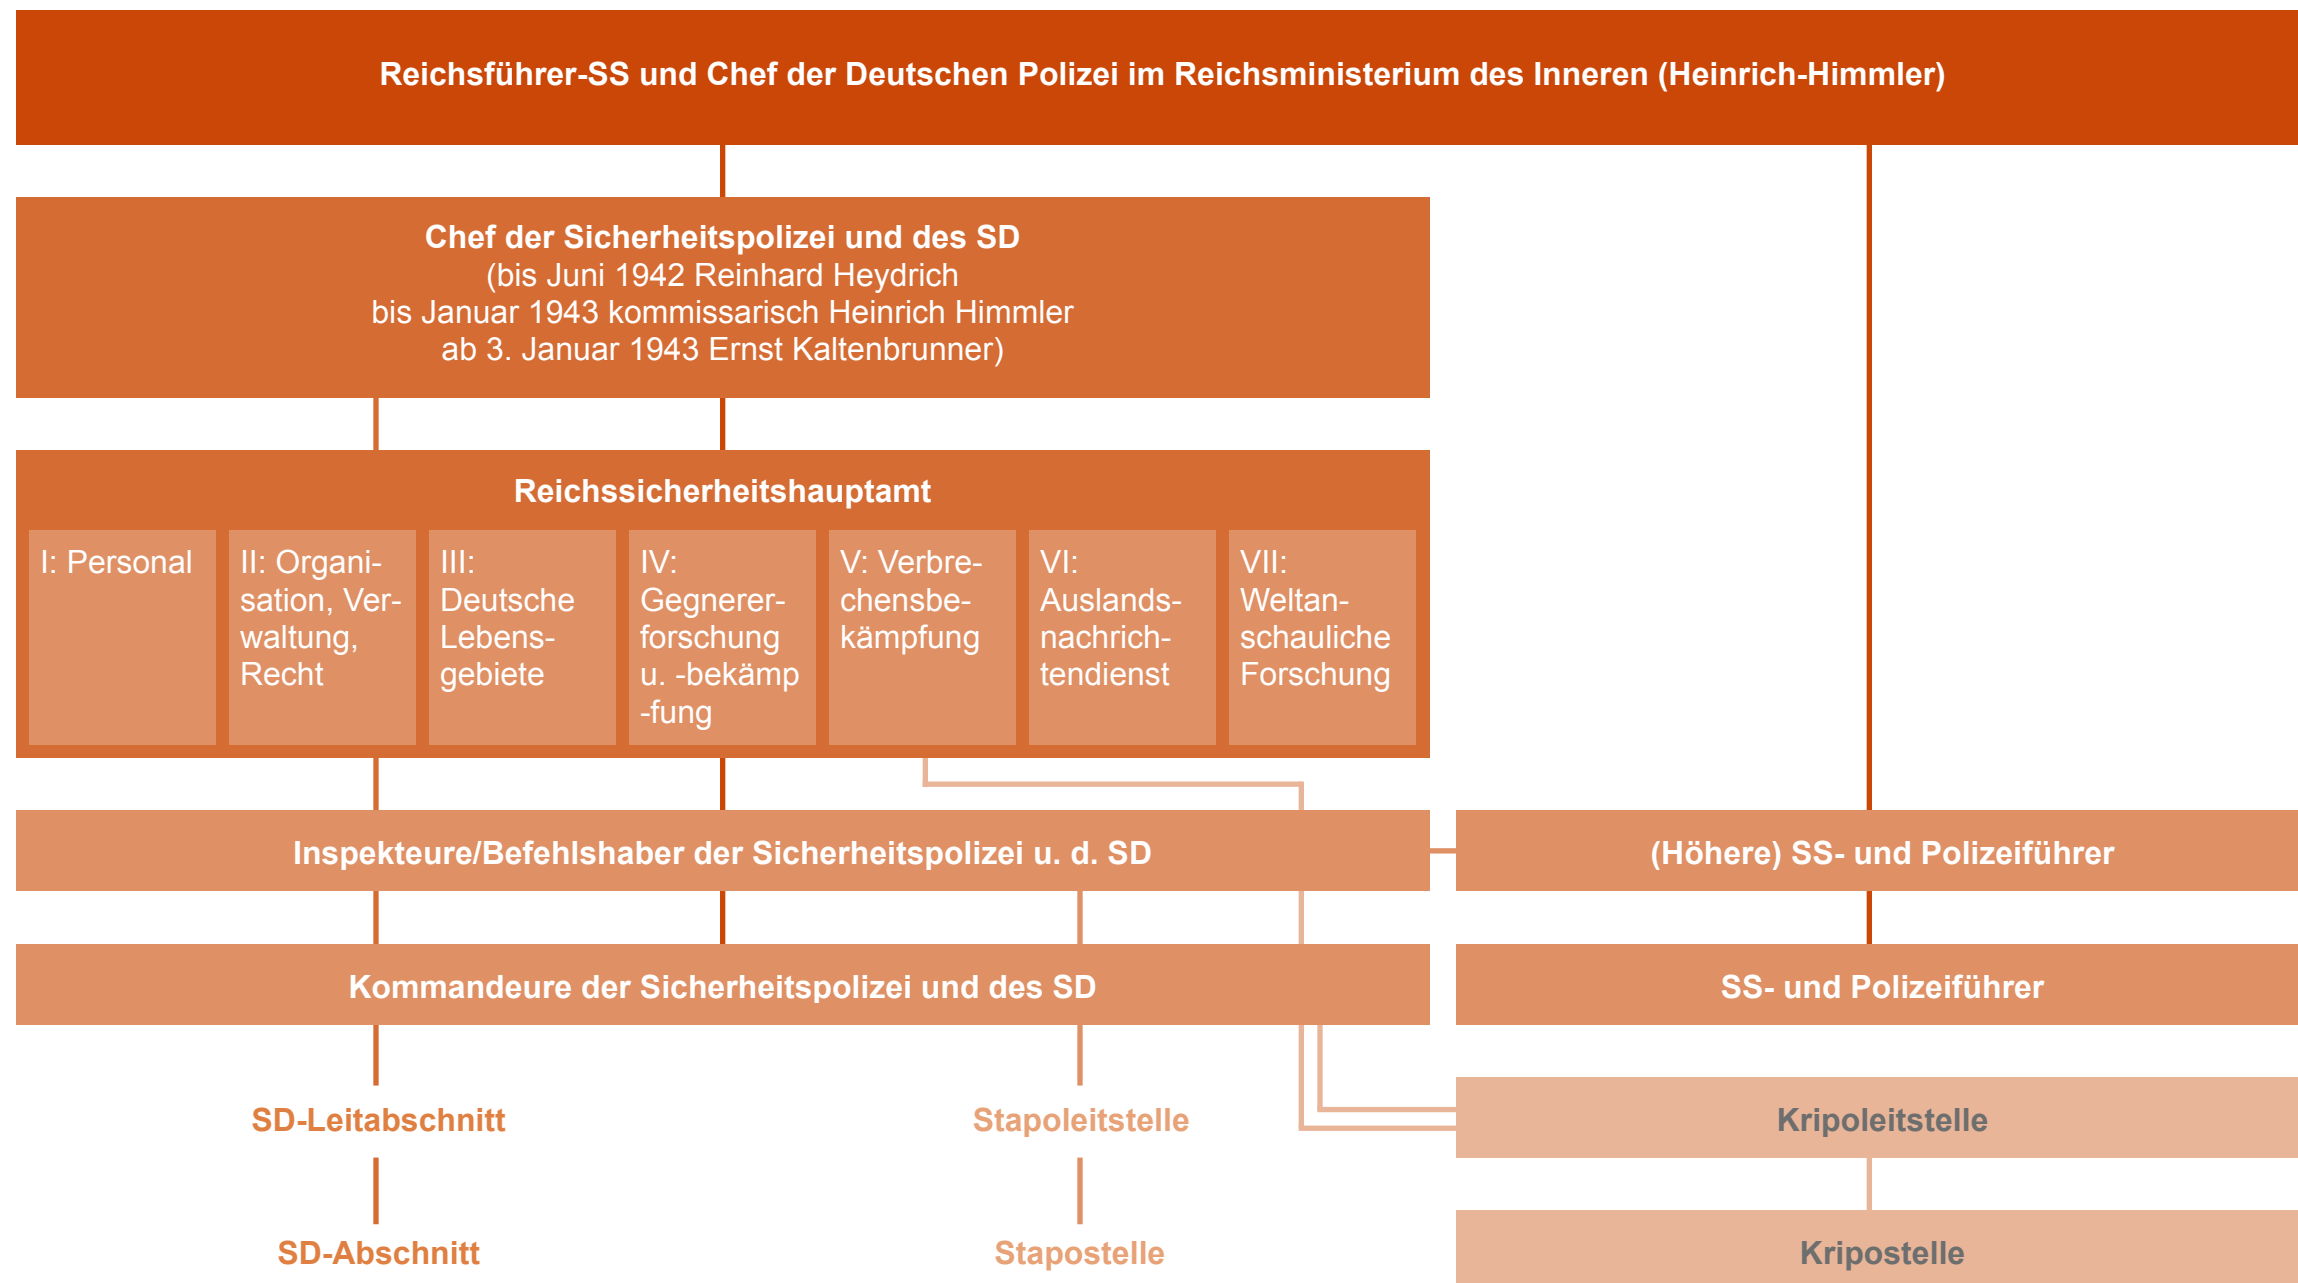 Reichsführer-SS und Chef der Deutschen Polizei im Reichsministerium des Inneren (Heinrich-Himmler)
Chef der Sicherheitspolizei und des SD
(bis Juni 1942 Reinhard Heydrich
bis Januar 1943 kommissarisch Heinrich Himmler
ab 3. Januar 1943 Ernst Kaltenbrunner)
Reichssicherheitshauptamt
I: Personal
II: Organi-
sation, Ver-
waltung,
Recht
III:
Deutsche
Lebens-
gebiete
IV:
Gegnerer-
forschung
u. -bekämp
-fung
V: Verbre-
chensbe-
kämpfung
VI:
Auslands-
nachrich-
tendienst
VII:
Weltan-
schauliche
Forschung
Inspekteure/Befehlshaber der Sicherheitspolizei u. d. SD
(Höhere) SS- und Polizeiführer
Kommandeure der Sicherheitspolizei und des SD
SS- und Polizeiführer
SD-Leitabschnitt
Stapoleitstelle
Kripoleitstelle
SD-Abschnitt
Stapostelle
Kripostelle